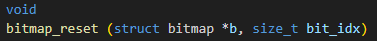 void
bitmap_reset (struct bitmap *b, size_t bit_idx)